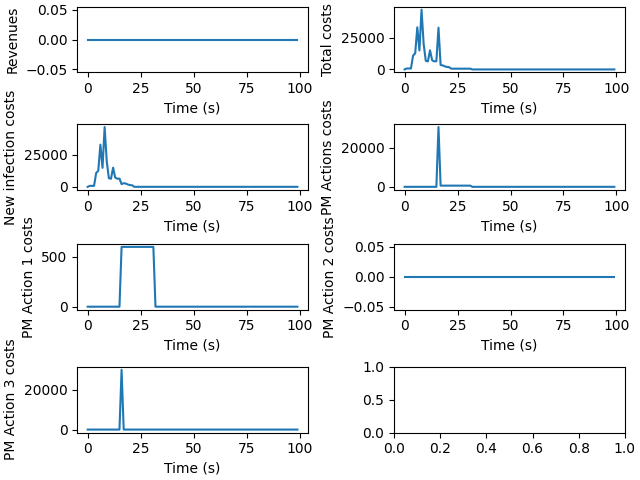 Revenues
0.05
0.00
−0.05
0 25 50 75 100
Time (s)
Total costs
25000
0
0 25 50 75 100
Time (s)
New infection costs
25000
0
0 25 50 75 100
Time (s)
PM Actions costs
20000
0
0 25 50 75 100
Time (s)
PM Action 1 costs
500
0
0 25 50 75 100
Time (s)
PM Action 2 costs
0.05
0.00
−0.05
0 25 50 75 100
Time (s)
PM Action 3 costs
20000
0
0 25 50 75 100
Time (s)
1.0
0.5
0.0
0.0 0.2 0.4 0.6 0.8 1.0